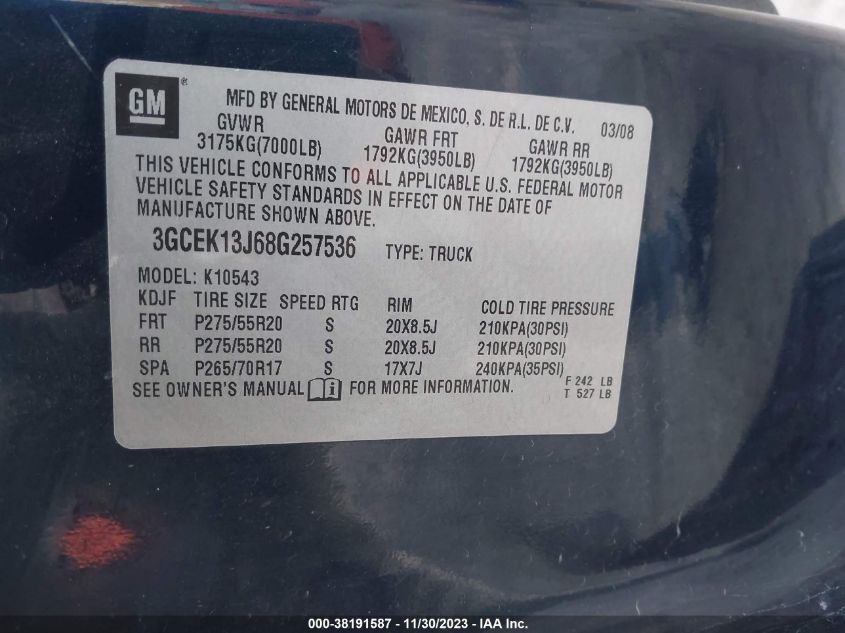 GM ®
MFD BY GENERAL MOTORS DE MEXICO, S. DE R.L. DE C.V. 03/08
GVWR GAWR FRT GAWR RR
3175KG(7000LB) 1792KG(3950LB) 1792KG(3950LB)
THIS VEHICLE CONFORMS TO ALL APPLICABLE U.S. FEDERAL MOTOR
VEHICLE SAFETY STANDARDS IN EFFECT ON THE DATE OF
MANUFACTURE SHOWN ABOVE.
3GCEK13J68G257536 TYPE: TRUCK
MODEL: K10543
KDJF TIRE SIZE SPEED RTG RIM COLD TIRE PRESSURE
FRT P275/55R20 S 20X8.5J 210KPA(30PSI)
RR P275/55R20 S 20X8.5J 210KPA(30PSI)
SPA P265/70R17 S 17X7J 240KPA(35PSI)
SEE OWNER'S MANUAL i FOR MORE INFORMATION. F 242 LB
T 527 LB
000-38191587 - 11/30/2023 - IAA Inc.